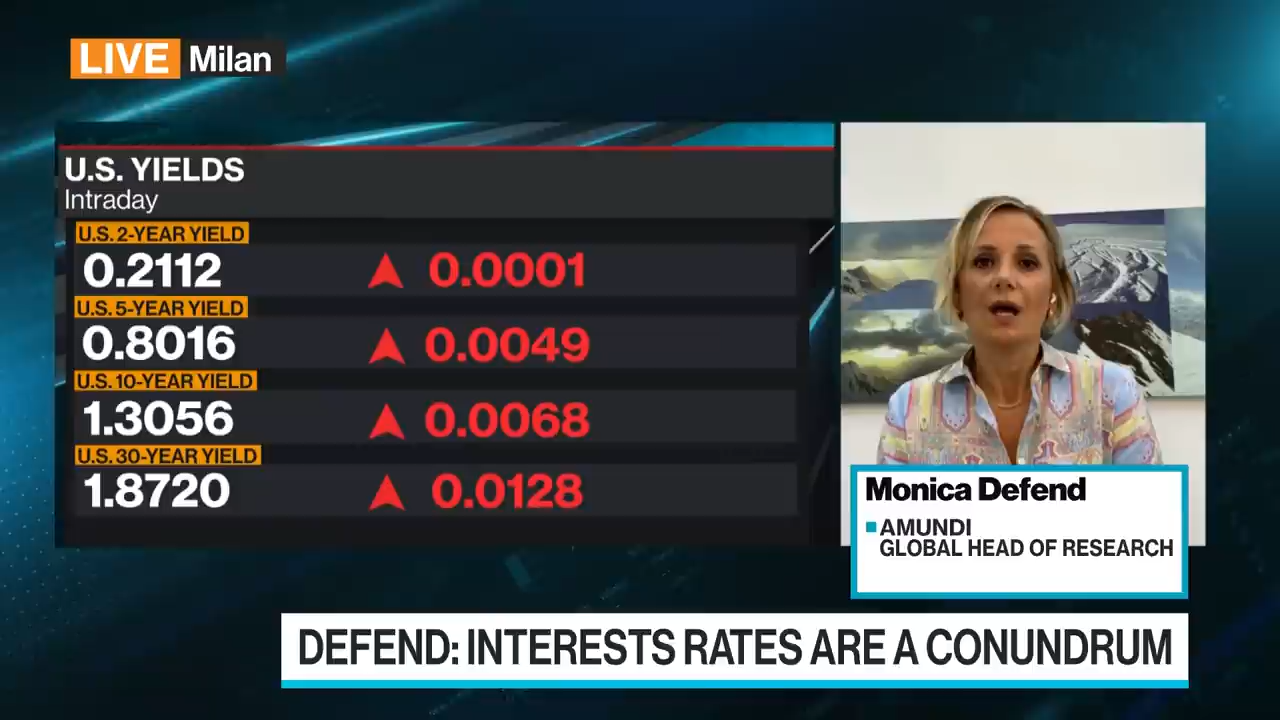 LIVE Milan
U.S. YIELDS
Intraday
U.S. 2-YEAR YIELD
0.2112 0.0001
U.S. 5-YEAR YIELD
0.8016 0.0049
U.S. 10-YEAR YIELD
1.3056 0.0068
U.S. 30-YEAR YIELD
1.8720 0.0128
Monica Defend
AMUNDI
GLOBAL HEAD OF RESEARCH
DEFEND: INTERESTS RATES ARE A CONUNDRUM